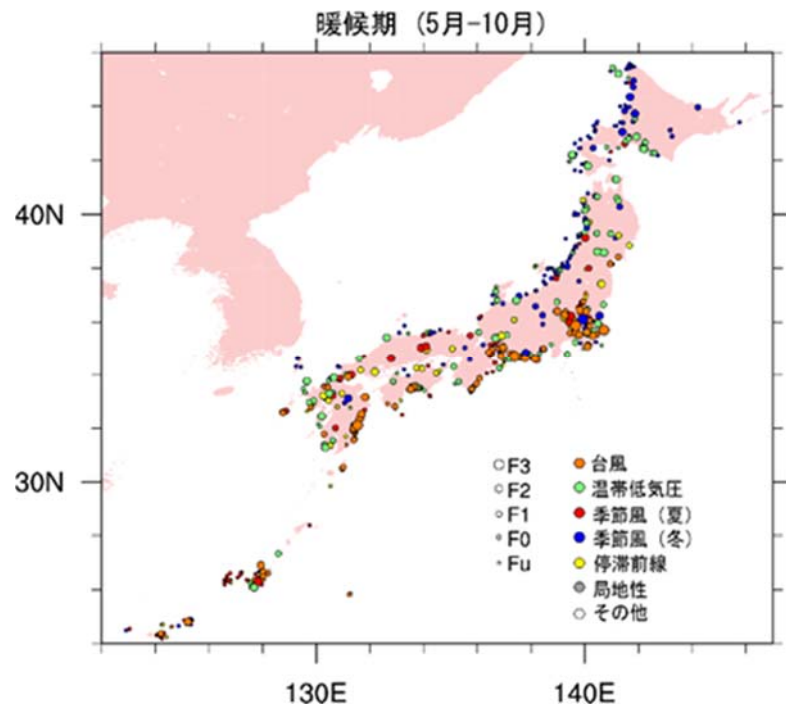 暖候期 (5月-10月)
40N
30N
F3
F2
F1
F0
Fu
台風
温帯低気圧
季節風 (夏)
季節風 (冬)
停滞前線
局地性
その他
130E
140E